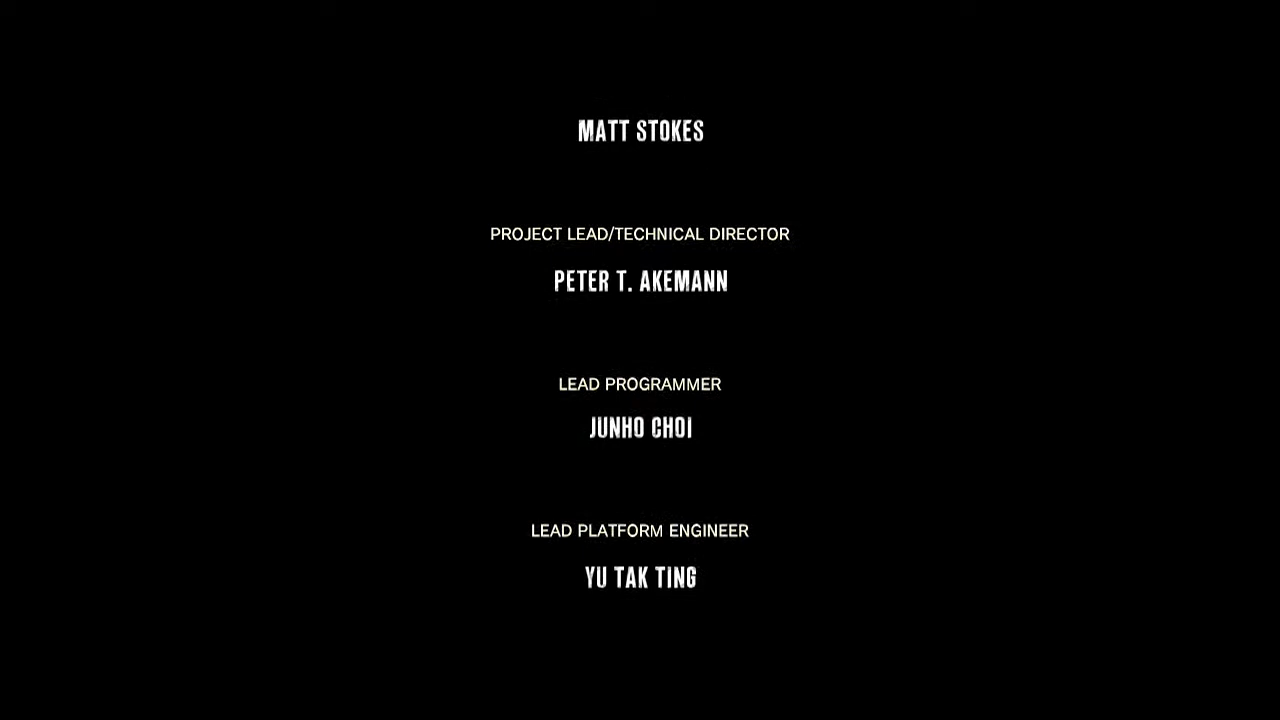 MATT STOKES
PROJECT LEAD/TECHNICAL DIRECTOR
PETER T. AKEMANN
LEAD PROGRAMMER
JUNHO CHOI
LEAD PLATFORM ENGINEER
YU TAK TING